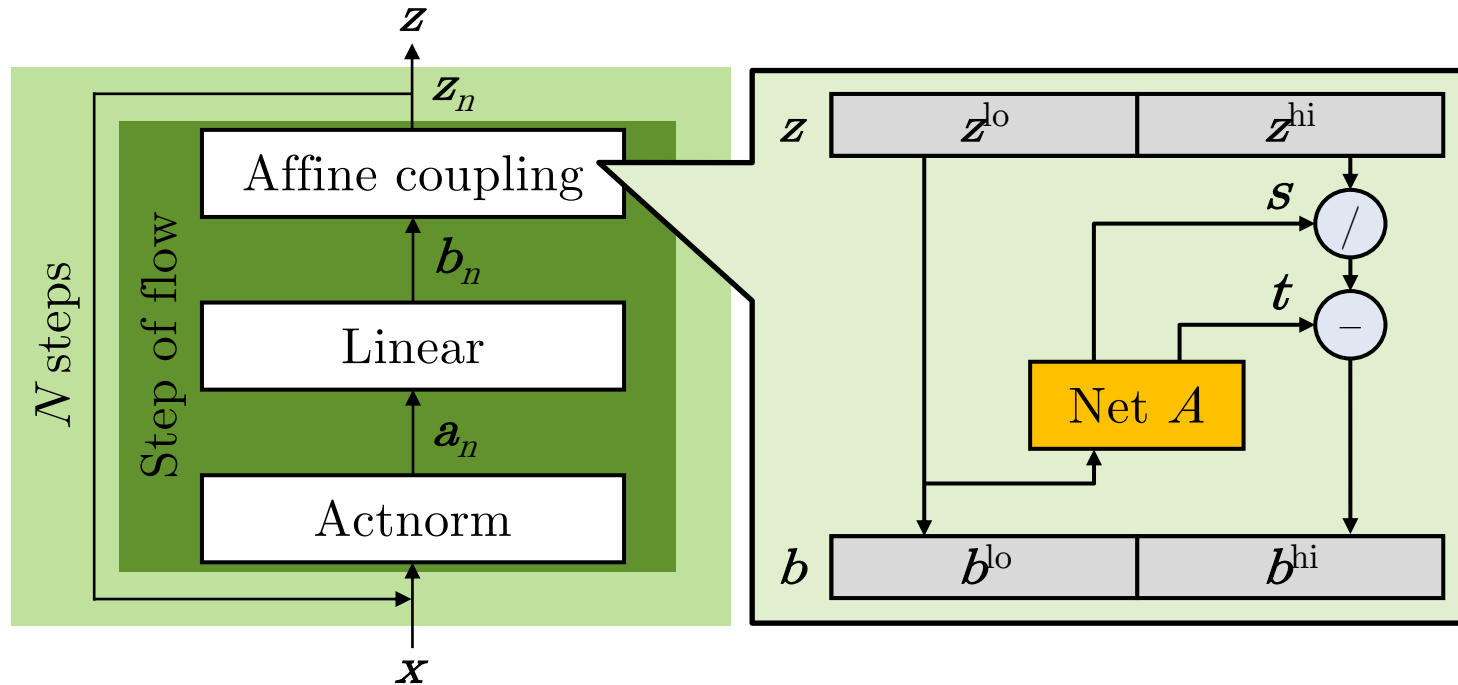 z
z_n
Affine coupling
b_n
Linear
a_n
Actnorm
x
N steps
Step of flow
z
z^lo
z^hi
s
/
t
−
Net A
b
b^lo
b^hi